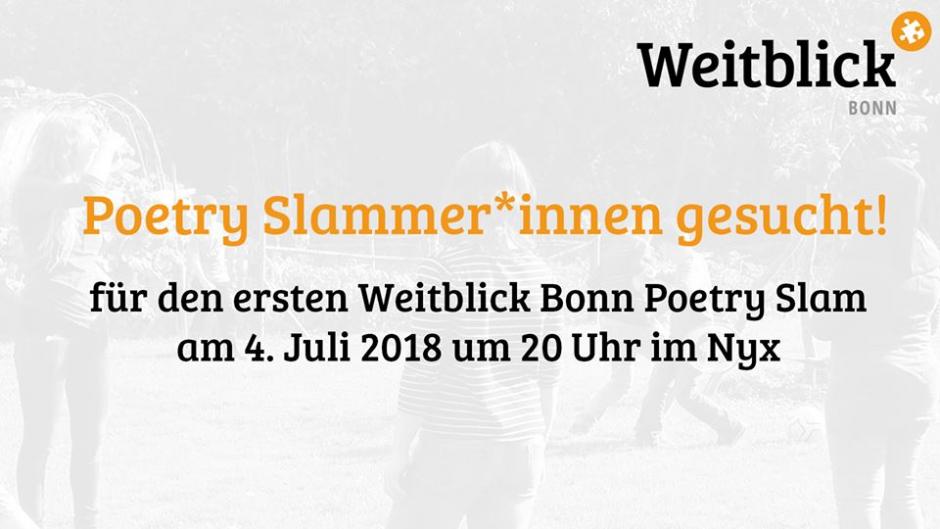 Weitblick
BONN
Poetry Slammer*innen gesucht!
für den ersten Weitblick Bonn Poetry Slam
am 4. Juli 2018 um 20 Uhr im Nyx